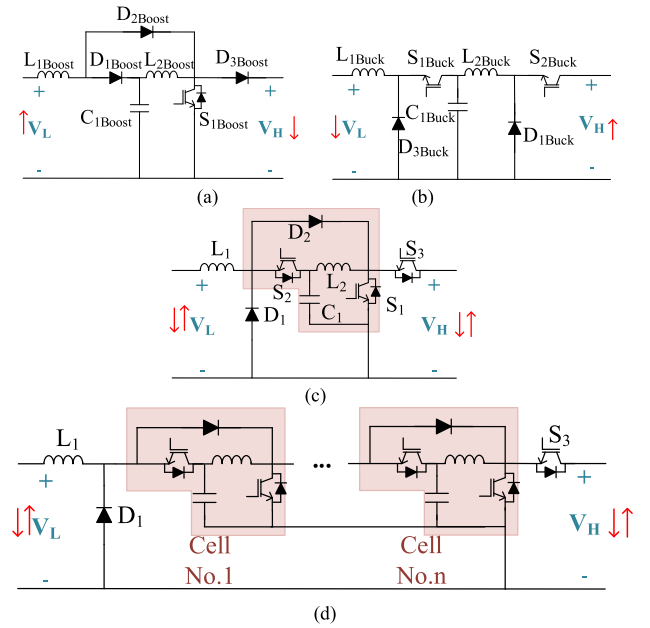 D2Boost
L1Boost D1Boost L2Boost D3Boost
+ +
C1Boost S1Boost
VL VH
- -
(a)
L1Buck S1Buck L2Buck S2Buck
+ +
C1Buck
VL VH
D3Buck D1Buck
- -
(b)
D2
L1 S3
+ S2 L2 +
D1 C1 S1
VL VH
- -
(c)
L1 ... S3
+ +
VL D1 VH
Cell Cell
No.1 No.n
- -
(d)